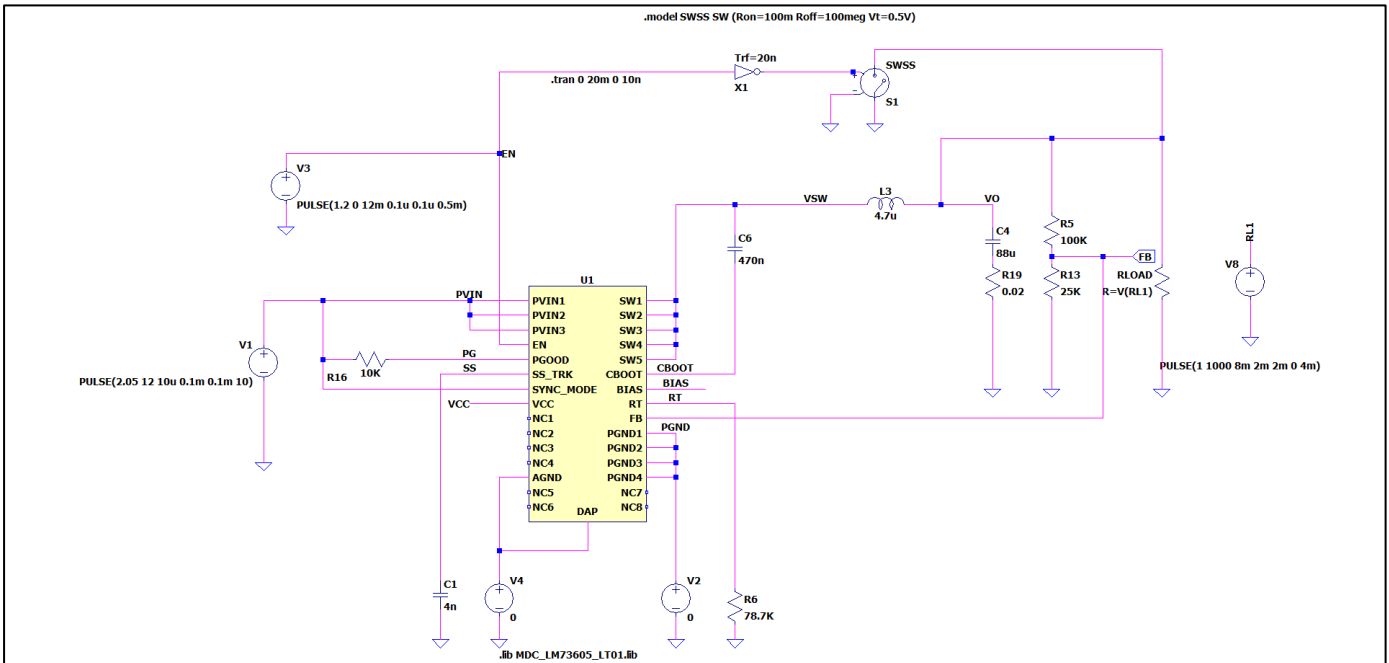 .model SWSS SW (Ron=100m Roff=100meg Vt=0.5V)
Trf=20n
SWSS
.tran 0 20m 0 10n
X1
S1
EN
V3
PULSE(1.2 0 12m 0.1u 0.1u 0.5m)
L3
VSW
VO
4.7u
C6
470n
C4
88u
R5
100K
RL1
FB
R19
0.02
R13
25K
RLOAD
R=V(RL1)
V8
PULSE(1 1000 8m 2m 2m 0 4m)
U1
PVIN
PVIN1 SW1
PVIN2 SW2
PVIN3 SW3
EN SW4
V1
PG
PGOOD SW5
SS
SS_TRK CBOOT
CBOOT
R16
10K
PULSE(2.05 12 10u 0.1m 0.1m 10)
SYNC_MODE BIAS
BIAS
VCC
VCC RT
RT
NC1 FB
NC2 PGND1
PGND
NC3 PGND2
NC4 PGND3
AGND PGND4
NC5 NC7
NC6 NC8
DAP
C1
4n
V4
0
V2
0
R6
78.7K
.lib MDC_LM73605_LT01.lib